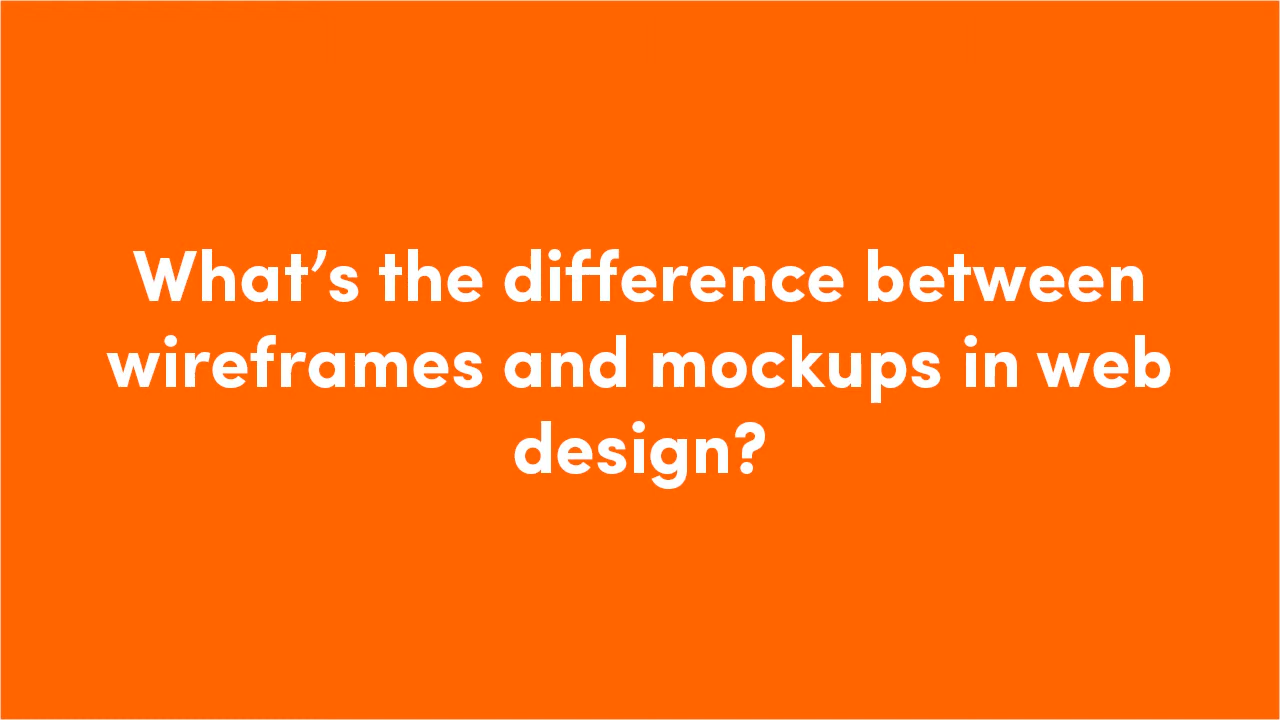 What’s the difference between
wireframes and mockups in web
design?